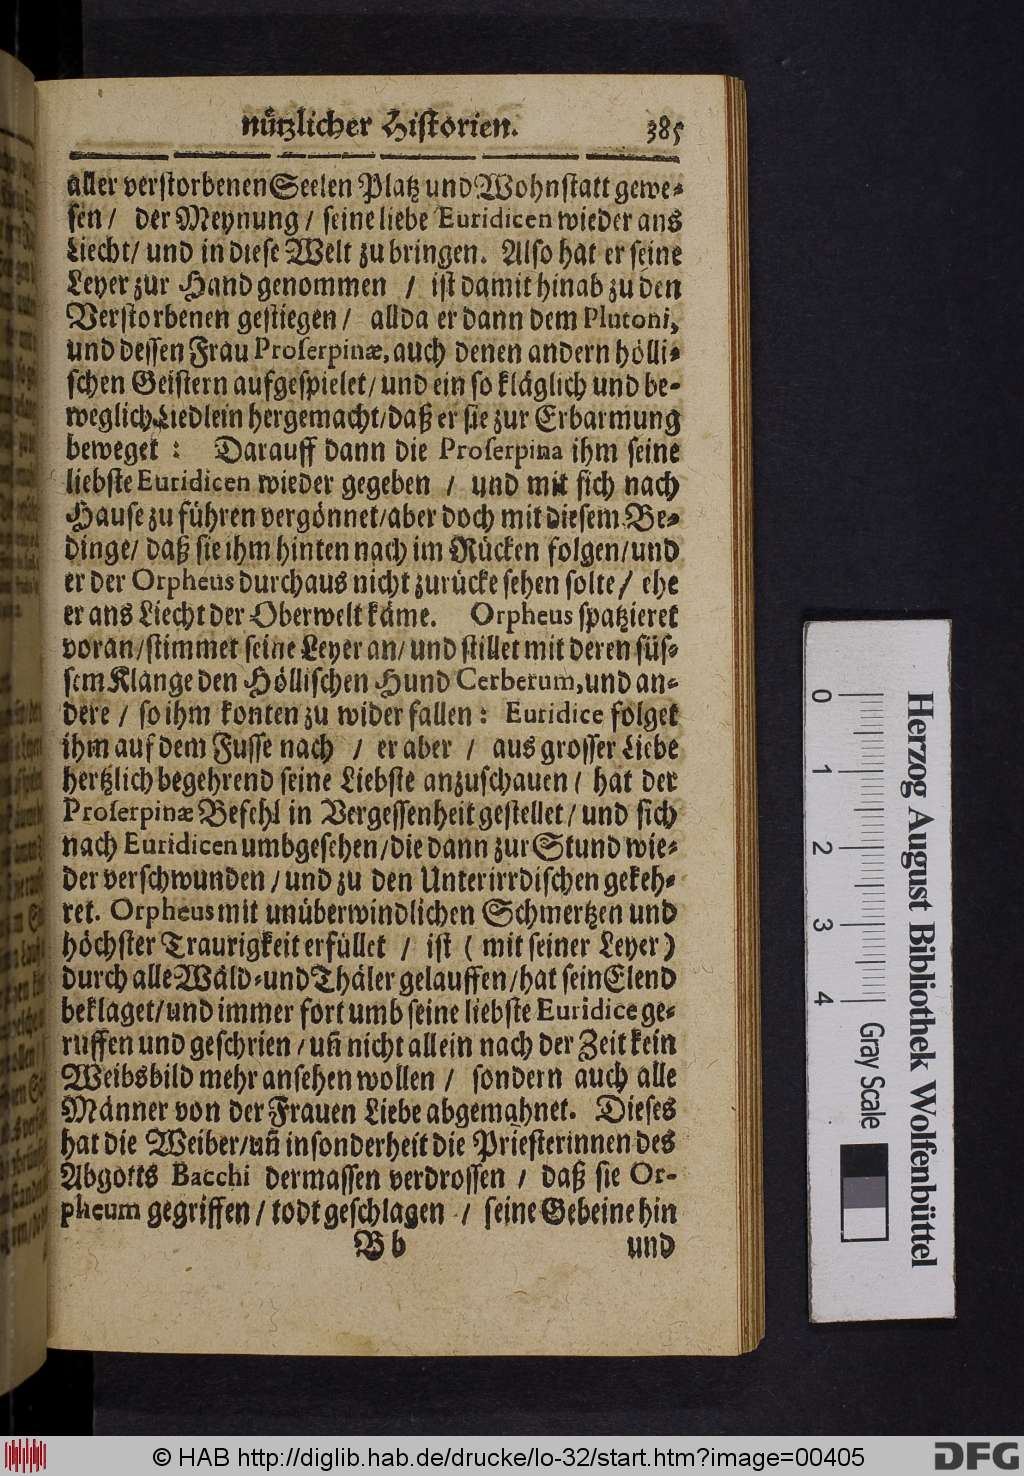 nützlicher Historien. 385
aller verstorbenen Seelen Platz und Wohnstatt gewe-
sen / der Meynung / seine liebe Euridicen wieder ans
Liecht/ und in diese Welt zu bringen. Also hat er seine
Leyer zur Hand genommen / ist damit hinab zu den
Verstorbenen gestiegen / allda er dann dem Plutoni,
und dessen Frau Proserpinæ, auch denen andern hölli-
schen Geistern aufgespielet/ und ein so kläglich und be-
weglich Liedlein hergemacht/daß er sie zur Erbarmung
beweget : Darauff dann die Proserpina ihm seine
liebste Euridicen wieder gegeben / und mit sich nach
Hause zu führen vergönnet/aber doch mit diesem Be-
dinge/ daß sie ihm hinten nach im Rücken folgen/und
er der Orpheus durchaus nicht zurücke sehen solte/ ehe
er ans Liecht der Oberwelt käme. Orpheus spatzieret
voran/stimmet seine Leyer an/ und stillet mit deren süs-
sem Klange den Höllischen Hund Cerberum, und an-
dere / so ihm konten zu wider fallen: Euridice folget
ihm auf dem Fusse nach / er aber / aus grosser Liebe
hertzlich begehrend seine Liebste anzuschauen / hat der
Proserpinæ Befehl in Vergessenheit gestellet/ und sich
nach Euridicen umbgesehen/die dann zur Stund wie-
der verschwunden / und zu den Unterirrdischen gekeh-
ret. Orpheus mit unüberwindlichen Schmertzen und
höchster Traurigkeit erfüllet / ist ( mit seiner Leyer )
durch alle Wäld- und Thäler gelauffen/hat sein Elend
beklaget/und immer fort umb seine liebste Euridice ge-
ruffen und geschrien / uñ nicht allein nach der Zeit kein
Weibsbild mehr ansehen wollen / sondern auch alle
Männer von der Frauen Liebe abgemahnet. Dieses
hat die Weiber/uñ insonderheit die Priesterinnen des
Abgotts Bacchi dermassen verdrossen / daß sie Or-
pheum gegriffen / todt geschlagen / seine Gebeine hin
Bb und
0 1 2 3 4 Gray Scale
Herzog August Bibliothek Wolfenbüttel
© HAB http://diglib.hab.de/drucke/lo-32/start.htm?image=00405
DFG